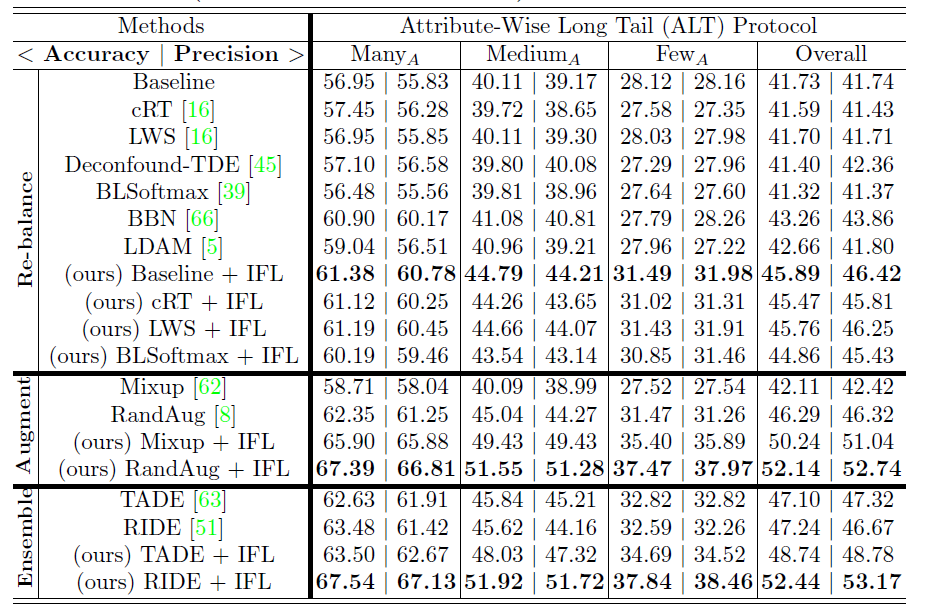 Methods Attribute-Wise Long Tail (ALT) Protocol
< Accuracy | Precision > Many_A Medium_A Few_A Overall
Re-balance
Baseline 56.95 | 55.83 40.11 | 39.17 28.12 | 28.16 41.73 | 41.74
cRT [16] 57.45 | 56.28 39.72 | 38.65 27.58 | 27.35 41.59 | 41.43
LWS [16] 56.95 | 55.85 40.11 | 39.30 28.03 | 27.98 41.70 | 41.71
Deconfound-TDE [45] 57.10 | 56.58 39.80 | 40.08 27.29 | 27.96 41.40 | 42.36
BLSoftmax [39] 56.48 | 55.56 39.81 | 38.96 27.64 | 27.60 41.32 | 41.37
BBN [66] 60.90 | 60.17 41.08 | 40.81 27.79 | 28.26 43.26 | 43.86
LDAM [5] 59.04 | 56.51 40.96 | 39.21 27.96 | 27.22 42.66 | 41.80
(ours) Baseline + IFL 61.38 | 60.78 44.79 | 44.21 31.49 | 31.98 45.89 | 46.42
(ours) cRT + IFL 61.12 | 60.25 44.26 | 43.65 31.02 | 31.31 45.47 | 45.81
(ours) LWS + IFL 61.19 | 60.45 44.66 | 44.07 31.43 | 31.91 45.76 | 46.25
(ours) BLSoftmax + IFL 60.19 | 59.46 43.54 | 43.14 30.85 | 31.46 44.86 | 45.43
Augment
Mixup [62] 58.71 | 58.04 40.09 | 38.99 27.52 | 27.54 42.11 | 42.42
RandAug [8] 62.35 | 61.25 45.04 | 44.27 31.47 | 31.26 46.29 | 46.32
(ours) Mixup + IFL 65.90 | 65.88 49.43 | 49.43 35.40 | 35.89 50.24 | 51.04
(ours) RandAug + IFL 67.39 | 66.81 51.55 | 51.28 37.47 | 37.97 52.14 | 52.74
Ensemble
TADE [63] 62.63 | 61.91 45.84 | 45.21 32.82 | 32.82 47.10 | 47.32
RIDE [51] 63.48 | 61.42 45.62 | 44.16 32.59 | 32.26 47.24 | 46.67
(ours) TADE + IFL 63.50 | 62.67 48.03 | 47.32 34.69 | 34.52 48.74 | 48.78
(ours) RIDE + IFL 67.54 | 67.13 51.92 | 51.72 37.84 | 38.46 52.44 | 53.17